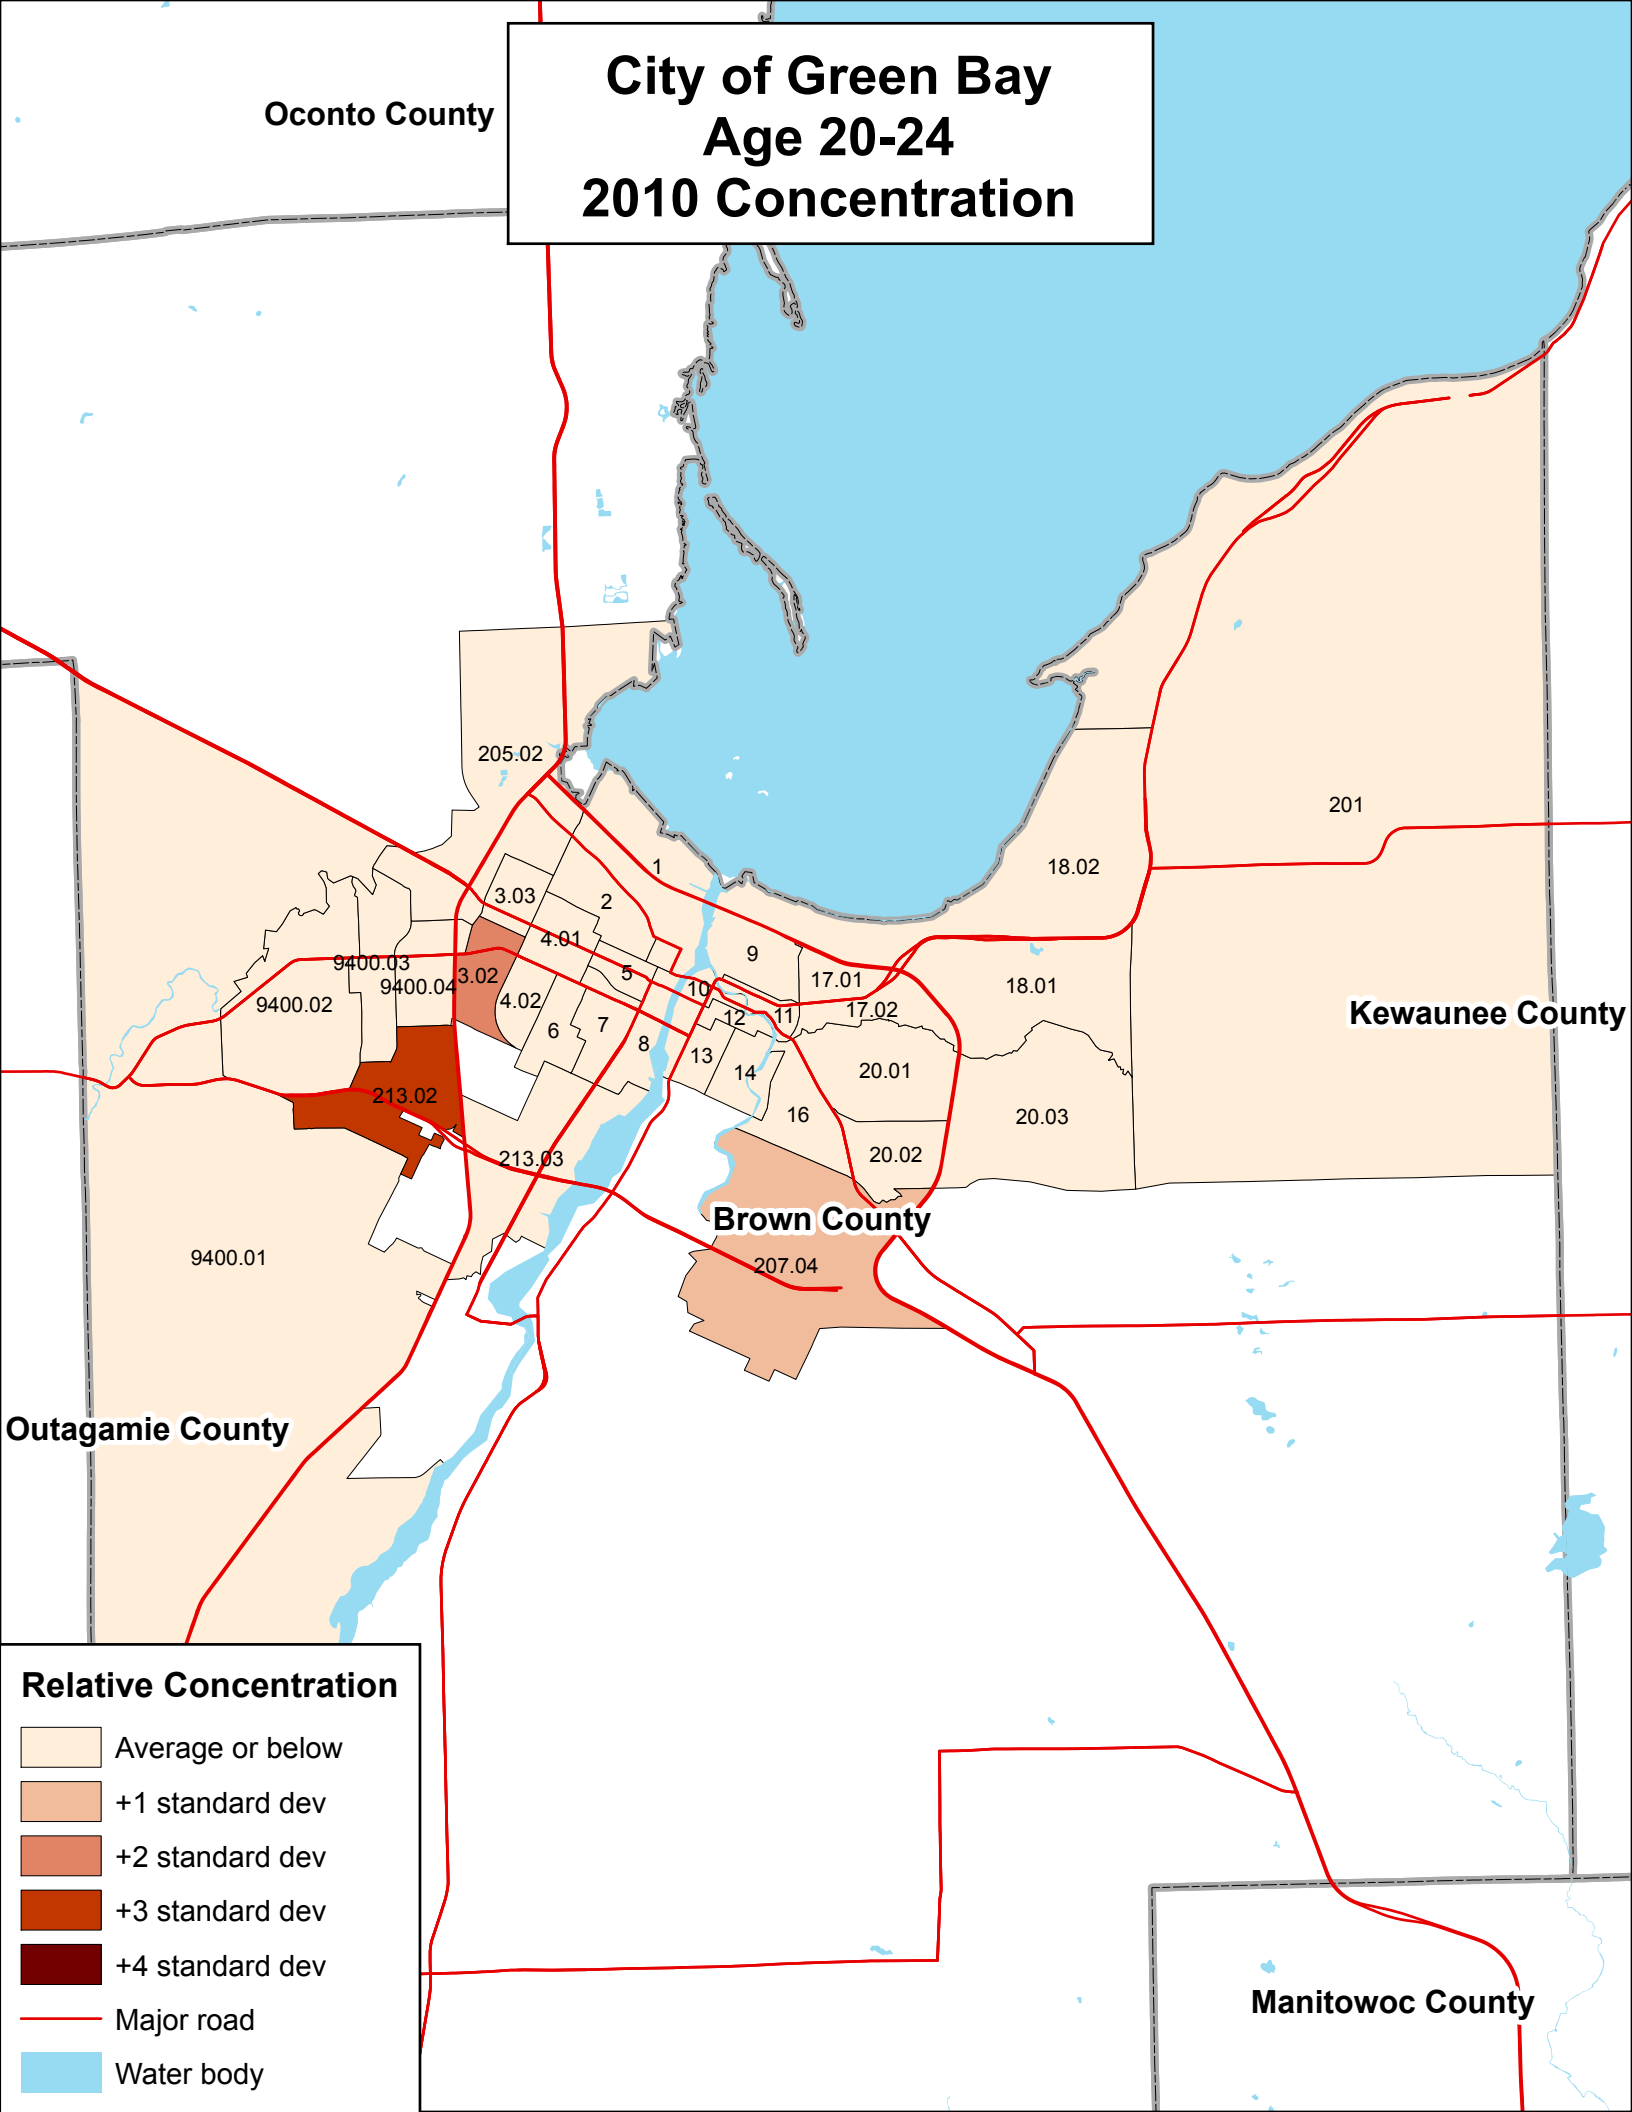 City of Green Bay
Age 20-24
2010 Concentration
Oconto County
205.02
201
1
18.02
3.03
2
4.01
9
9400.03
3.02
5
17.01
9400.04
10
18.01
9400.02
4.02
11
17.02
Kewaunee County
12
7
6
8
13
14
20.01
213.02
16
20.03
213.03
20.02
Brown County
9400.01
207.04
Outagamie County
Relative Concentration
Average or below
+1 standard dev
+2 standard dev
+3 standard dev
+4 standard dev
Major road
Water body
Manitowoc County